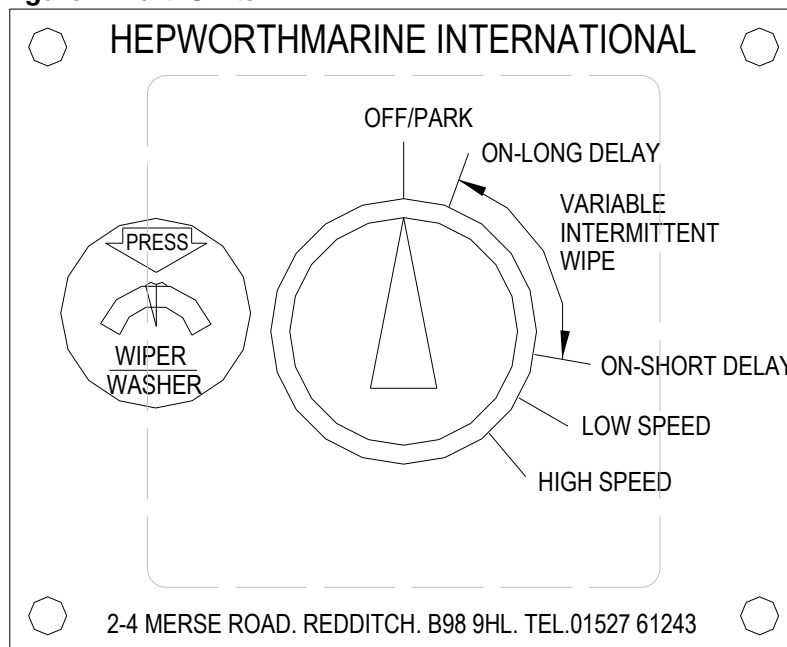 HEPWORTHMARINE INTERNATIONAL
OFF/PARK
ON-LONG DELAY
VARIABLE
INTERMITTENT
WIPE
PRESS
WIPER
WASHER
ON-SHORT DELAY
LOW SPEED
HIGH SPEED
2-4 MERSE ROAD. REDDITCH. B98 9HL. TEL.01527 61243